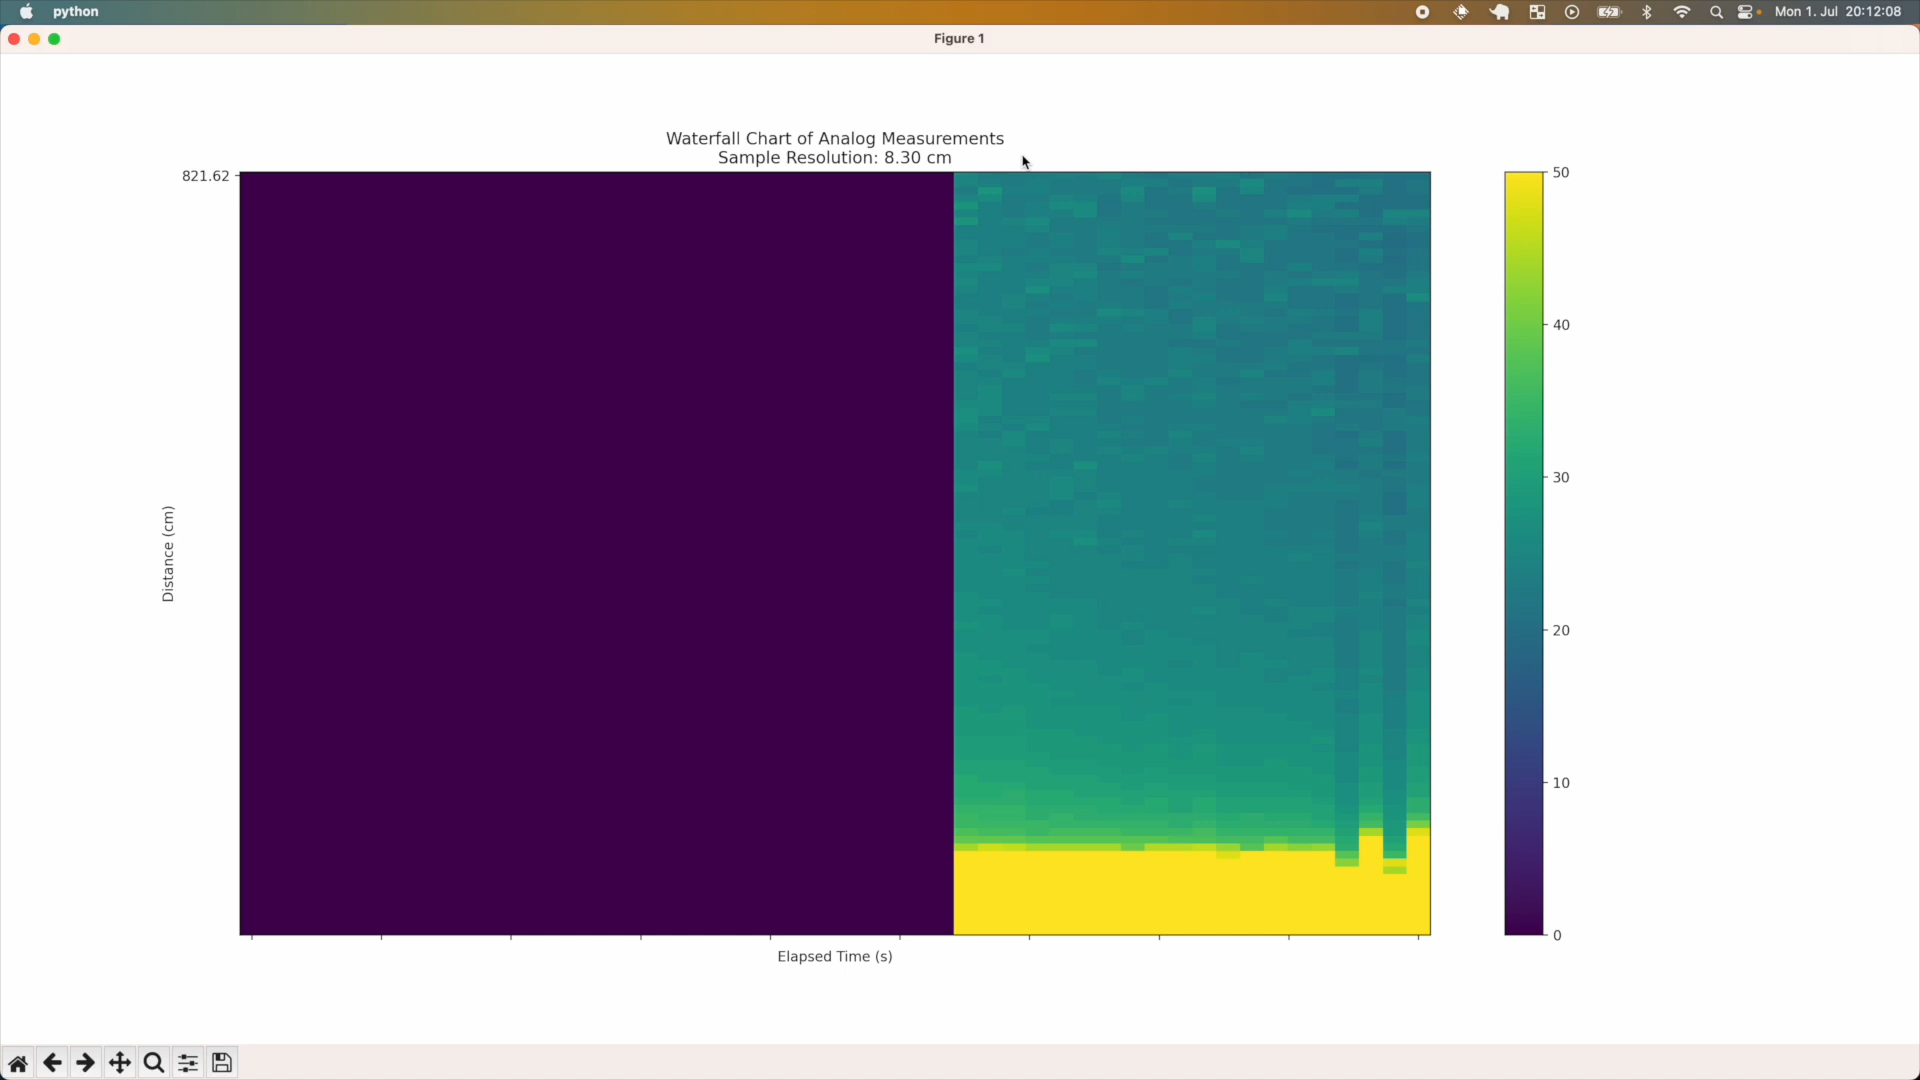 python
Mon 1. Jul 20:12:08
Figure 1
Waterfall Chart of Analog Measurements
Sample Resolution: 8.30 cm
821.62
Distance (cm)
Elapsed Time (s)
50
40
30
20
10
0